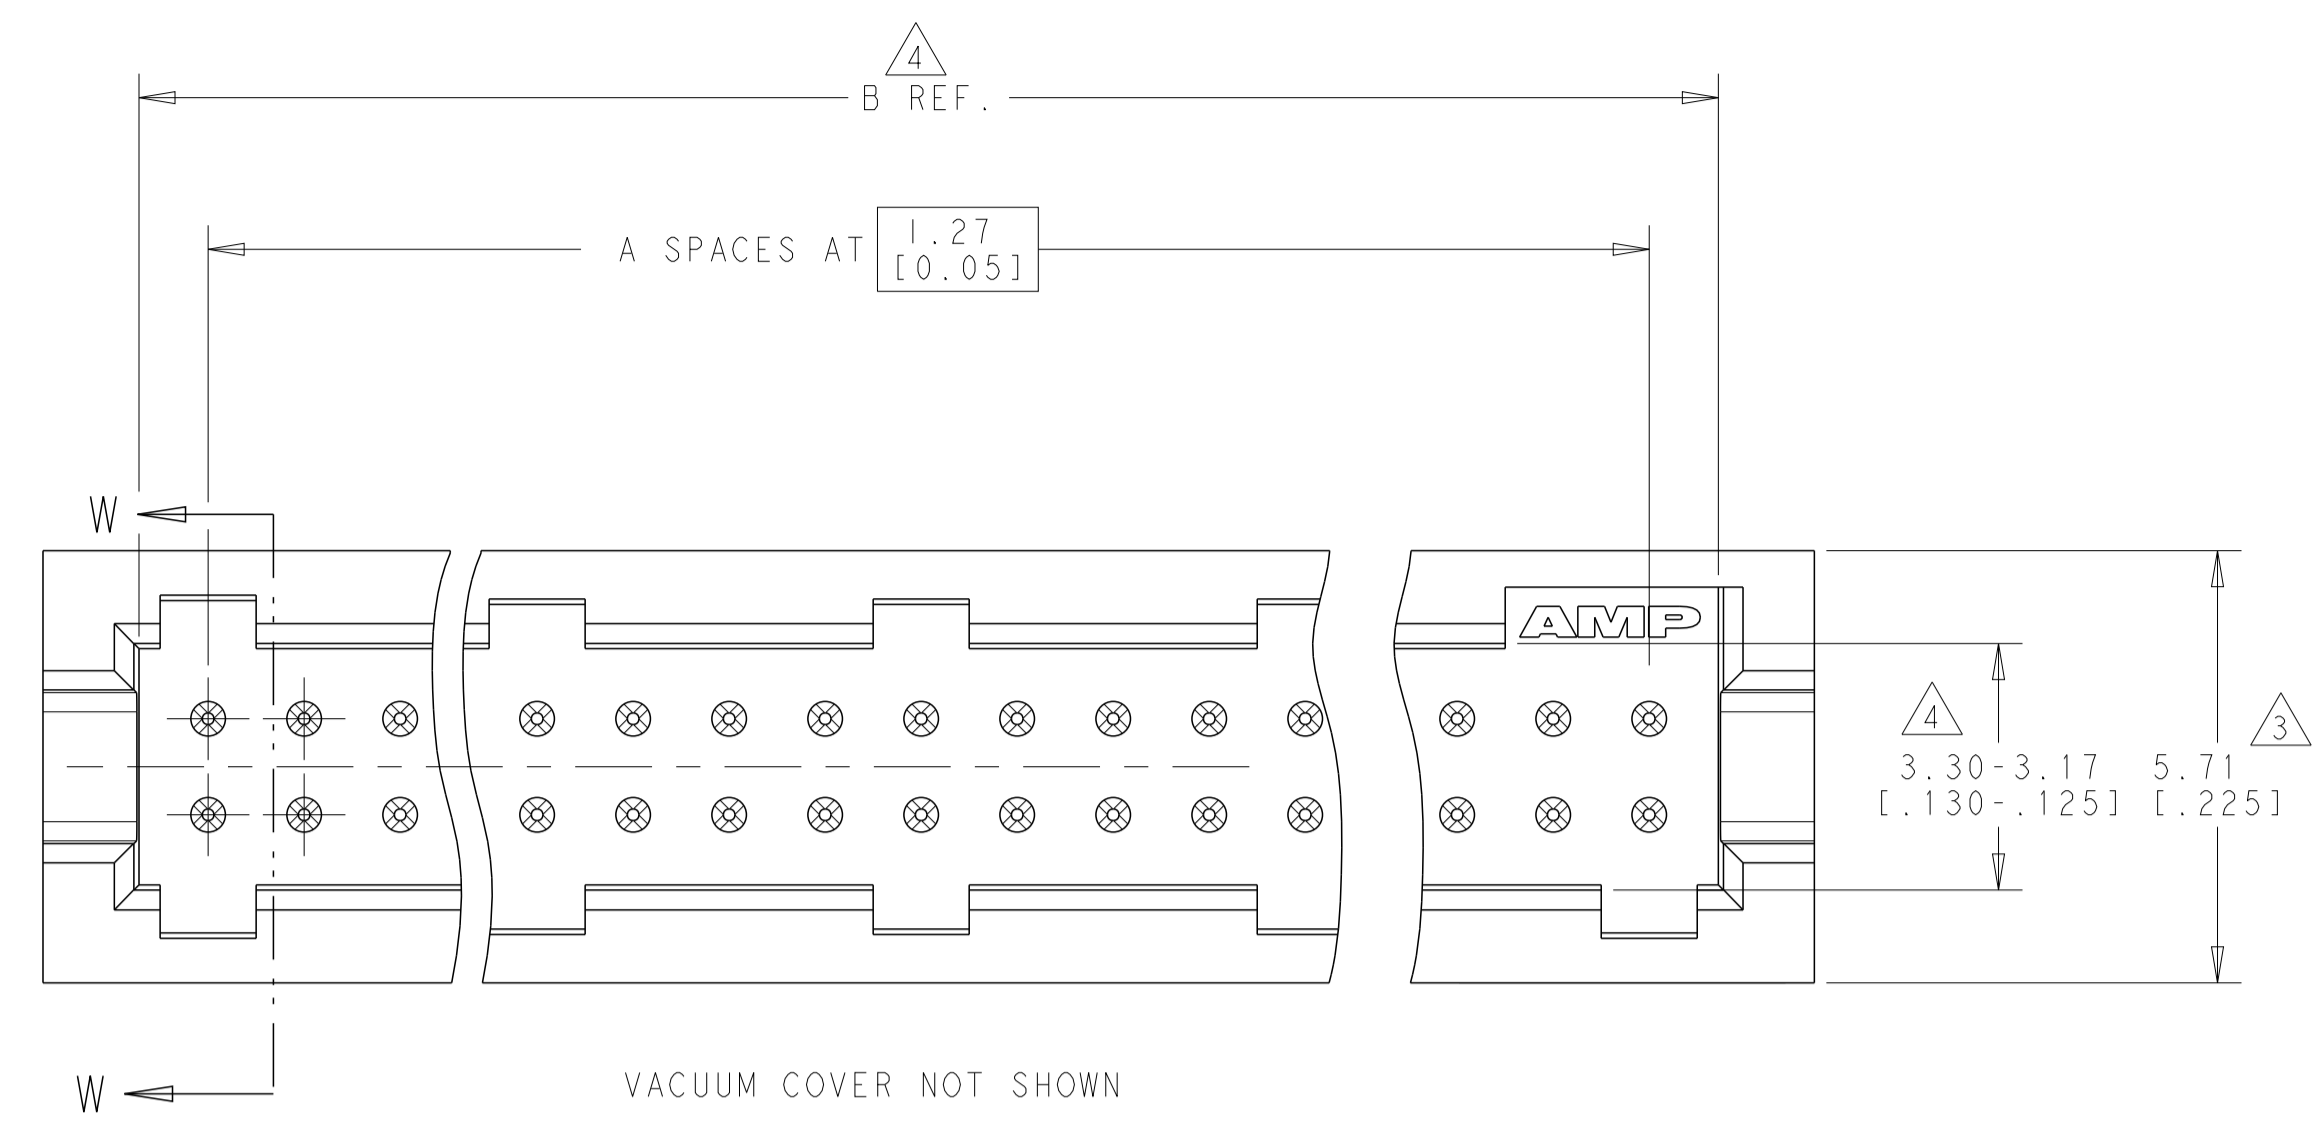 4
B REF.
A SPACES AT 1.27
[0.05]
W
AMP
4
3
3.30-3.17 5.71
[.130-.125] [.225]
W
VACUUM COVER NOT SHOWN